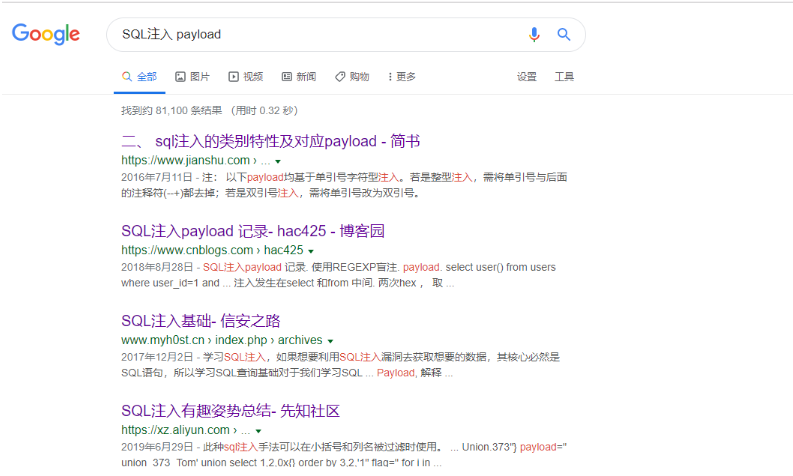 Google
SQL注入 payload
全部 图片 视频 新闻 购物 更多 设置 工具
找到约 81,100 条结果 （用时 0.32 秒）
二、 sql注入的类别特性及对应payload - 简书
https://www.jianshu.com › ...
2016年7月11日 - 注： 以下payload均基于单引号字符型注入。若是整型注入，需将单引号与后面
的注释符(--+)都去掉；若是双引号注入，需将单引号改为双引号。
SQL注入payload 记录- hac425 - 博客园
https://www.cnblogs.com › hac425
2018年8月28日 - SQL注入payload 记录. 使用REGEXP盲注. payload. select user() from users
where user_id=1 and ... 注入发生在select 和from 中间. 两次hex ， 取 ...
SQL注入基础- 信安之路
www.myh0st.cn › index.php › archives
2017年12月2日 - 学习SQL注入，如果想要利用SQL注入漏洞去获取想要的数据，其核心必然是
SQL语句，所以学习SQL查询基础对于我们学习SQL ... Payload, 解释 ...
SQL注入有趣姿势总结- 先知社区
https://xz.aliyun.com › ...
2019年6月29日 - 此种sql注入手法可以在小括号和列名被过滤时使用。 ... Union.373"} payload="
union_373_Tom' union select 1,2,0x{} order by 3,2,'1" flag=" for i in ...